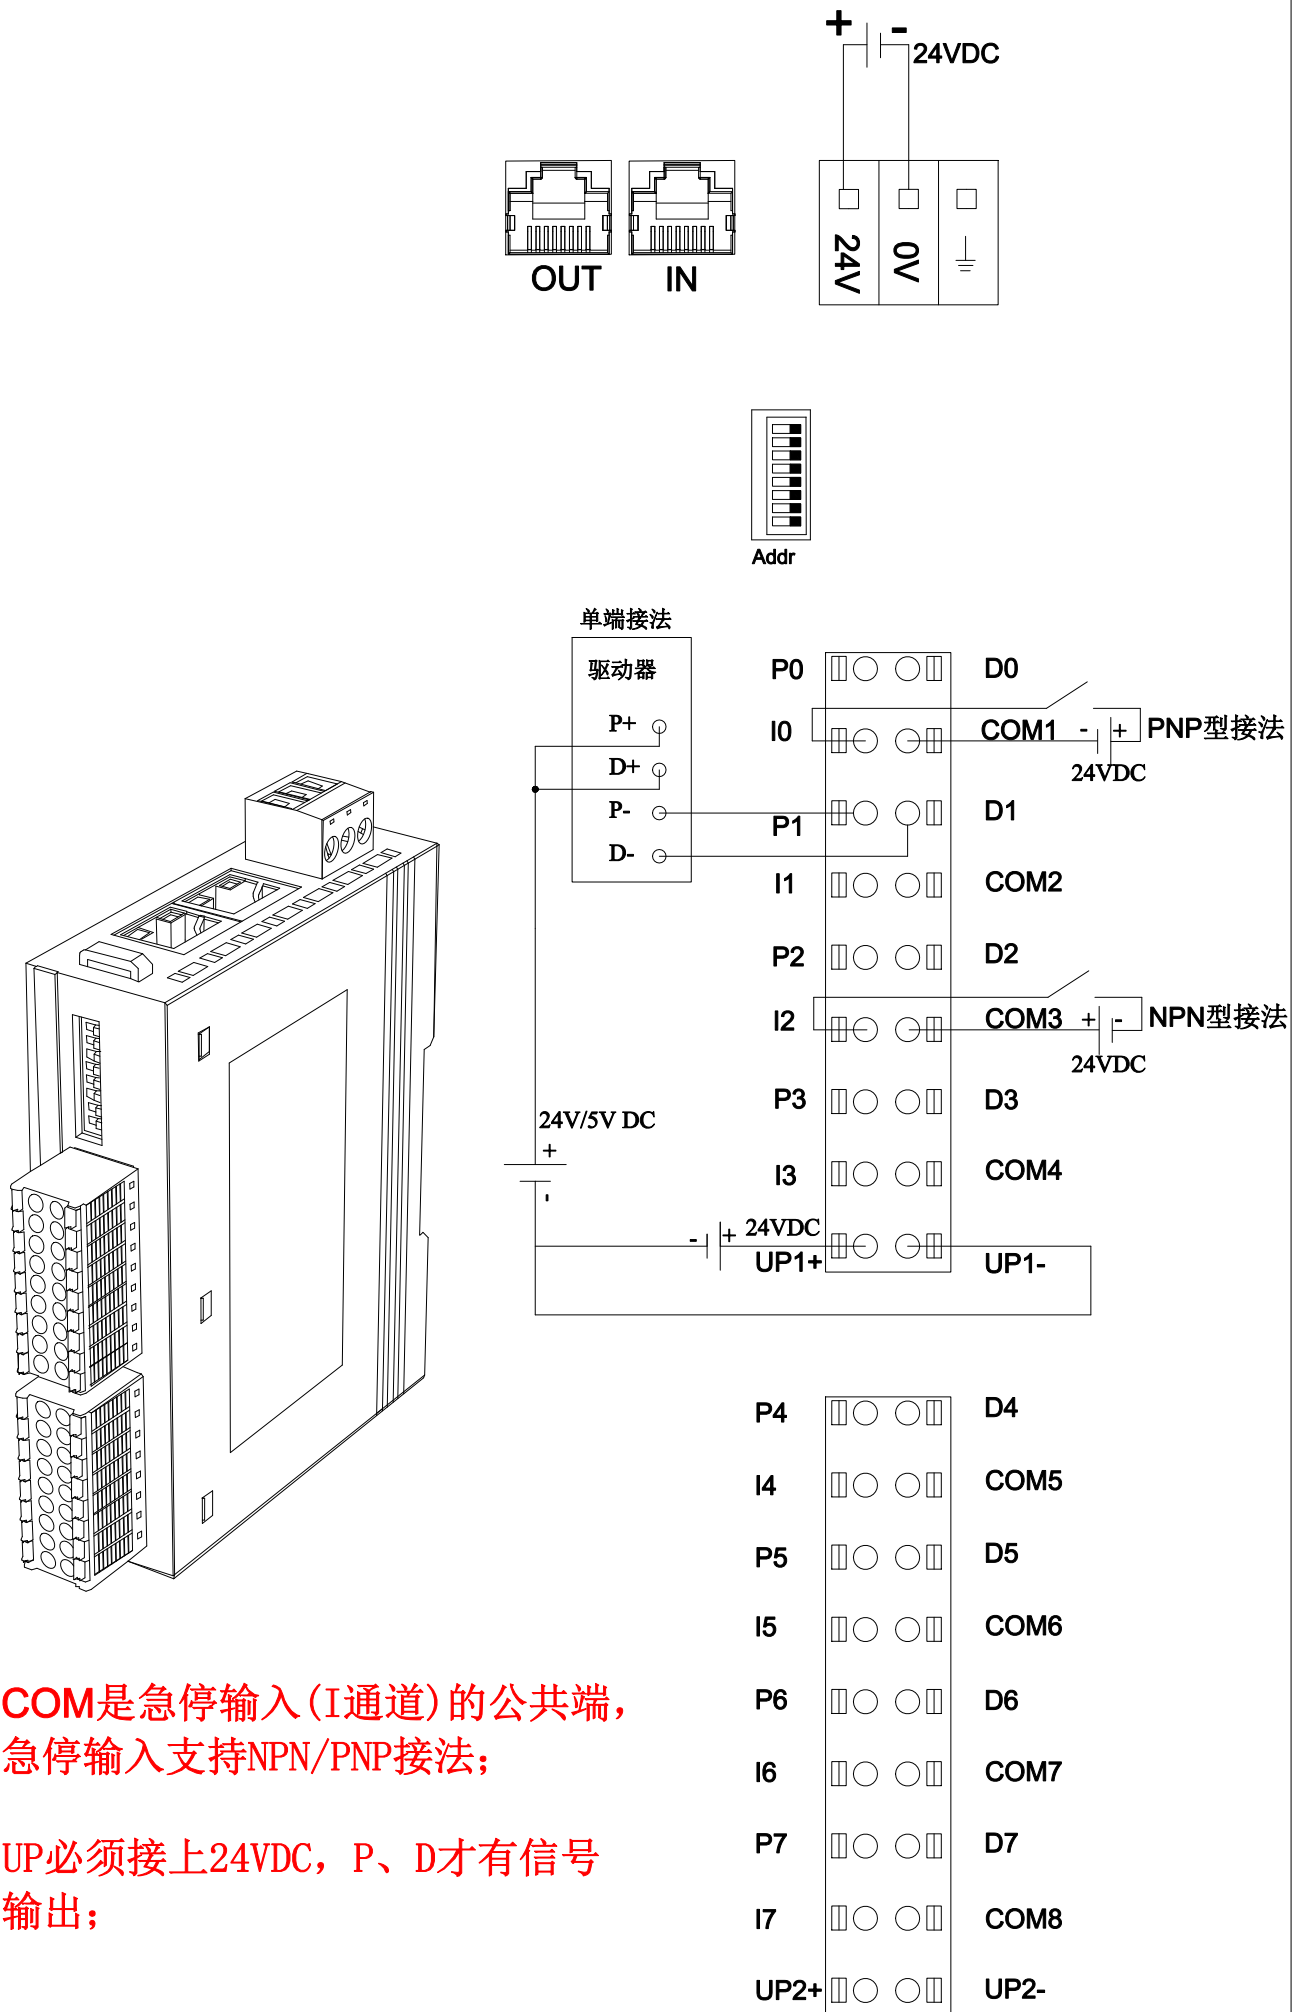 + -
24VDC
OUT IN
24V 0V
Addr
单端接法
驱动器
P+
D+
P-
D-
P0 D0
I0 COM1 - + PNP型接法
24VDC
P1 D1
I1 COM2
P2 D2
I2 COM3 + - NPN型接法
24VDC
P3 D3
24V/5V DC
+
-
I3 COM4
- + 24VDC
UP1+ UP1-
P4 D4
I4 COM5
P5 D5
I5 COM6
P6 D6
I6 COM7
P7 D7
I7 COM8
UP2+ UP2-
COM是急停输入(I通道)的公共端，
急停输入支持NPN/PNP接法；
UP必须接上24VDC，P、D才有信号
输出；